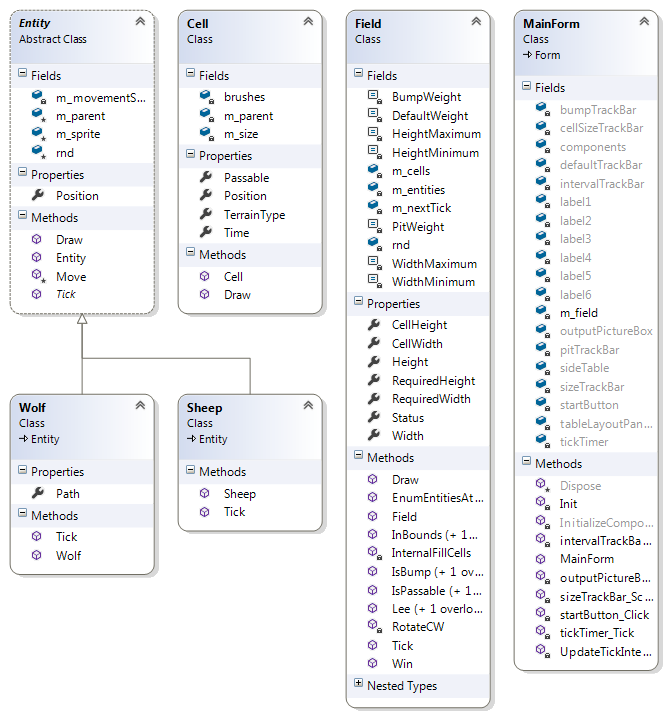 Entity
Abstract Class
Fields
m_movementS...
m_parent
m_sprite
rnd
Properties
Position
Methods
Draw
Entity
Move
Tick
Cell
Class
Fields
brushes
m_parent
m_size
Properties
Passable
Position
TerrainType
Time
Methods
Cell
Draw
Wolf
Class
Entity
Properties
Path
Methods
Tick
Wolf
Sheep
Class
Entity
Methods
Sheep
Tick
Field
Class
Fields
BumpWeight
DefaultWeight
HeightMaximum
HeightMinimum
m_cells
m_entities
m_nextTick
PitWeight
rnd
WidthMaximum
WidthMinimum
Properties
CellHeight
CellWidth
Height
RequiredHeight
RequiredWidth
Status
Width
Methods
Draw
EnumEntitiesAt...
Field
InBounds (+ 1...
InternalFillCells
IsBump (+ 1 ov...
IsPassable (+ 1...
Lee (+ 1 overlo...
RotateCW
Tick
Win
Nested Types
MainForm
Class
Form
Fields
bumpTrackBar
cellSizeTrackBar
components
defaultTrackBar
intervalTrackBar
label1
label2
label3
label4
label5
label6
m_field
outputPictureBox
pitTrackBar
sideTable
sizeTrackBar
startButton
tableLayoutPan...
tickTimer
Methods
Dispose
Init
InitializeCompo...
intervalTrackBa...
MainForm
outputPictureB...
sizeTrackBar_Sc...
startButton_Click
tickTimer_Tick
UpdateTickInte...